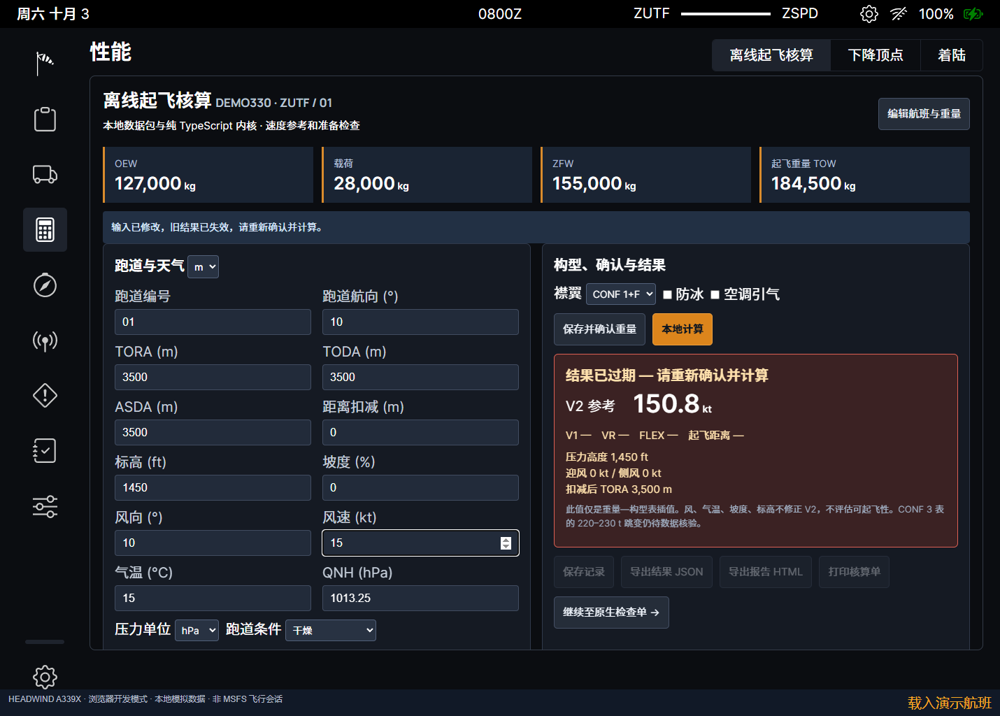 周六 十月 3
0800Z
ZUTF ZSPD
100%
性能
离线起飞核算 下降顶点 着陆
离线起飞核算 DEMO330 · ZUTF / 01
本地数据包与纯 TypeScript 内核 · 速度参考和准备检查
编辑航班与重量
OEW
127,000 kg
载荷
28,000 kg
ZFW
155,000 kg
起飞重量 TOW
184,500 kg
输入已修改，旧结果已失效，请重新确认并计算。
跑道与天气 m
跑道编号 跑道航向 (°)
01 10
TORA (m) TODA (m)
3500 3500
ASDA (m) 距离扣减 (m)
3500 0
标高 (ft) 坡度 (%)
1450 0
风向 (°) 风速 (kt)
10 15
气温 (°C) QNH (hPa)
15 1013.25
压力单位 hPa 跑道条件 干燥
构型、确认与结果
襟翼 CONF 1+F 防冰 空调引气
保存并确认重量 本地计算
结果已过期 — 请重新确认并计算
V2 参考 150.8 kt
V1 — VR — FLEX — 起飞距离 —
压力高度 1,450 ft
迎风 0 kt / 侧风 0 kt
扣减后 TORA 3,500 m
此值仅是重量—构型表插值。风、气温、坡度、标高不修正 V2，不评估可起飞性。CONF 3 表
的 220–230 t 跳变仍待数据核验。
保存记录 导出结果 JSON 导出报告 HTML 打印核算单
继续至原生检查单 →
HEADWIND A339X · 浏览器开发模式 · 本地模拟数据 · 非 MSFS 飞行会话
载入演示航班